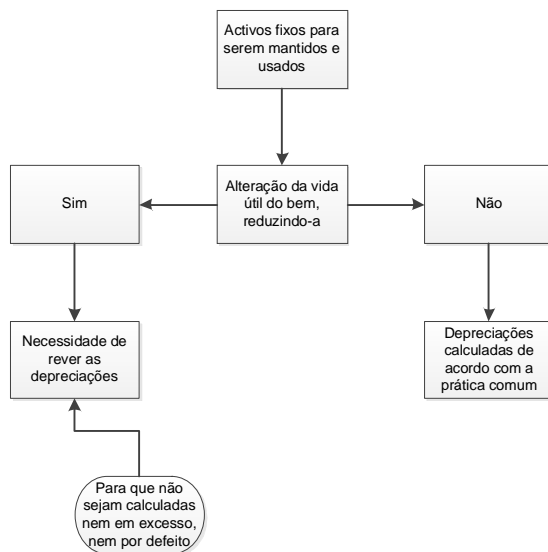 Activos fixos para
serem mantidos e
usados
Sim
Alteração da vida
útil do bem,
reduzindo-a
Não
Necessidade de
rever as
depreciações
Depreciações
calculadas de
acordo com a
prática comum
Para que não
sejam calculadas
nem em excesso,
nem por defeito